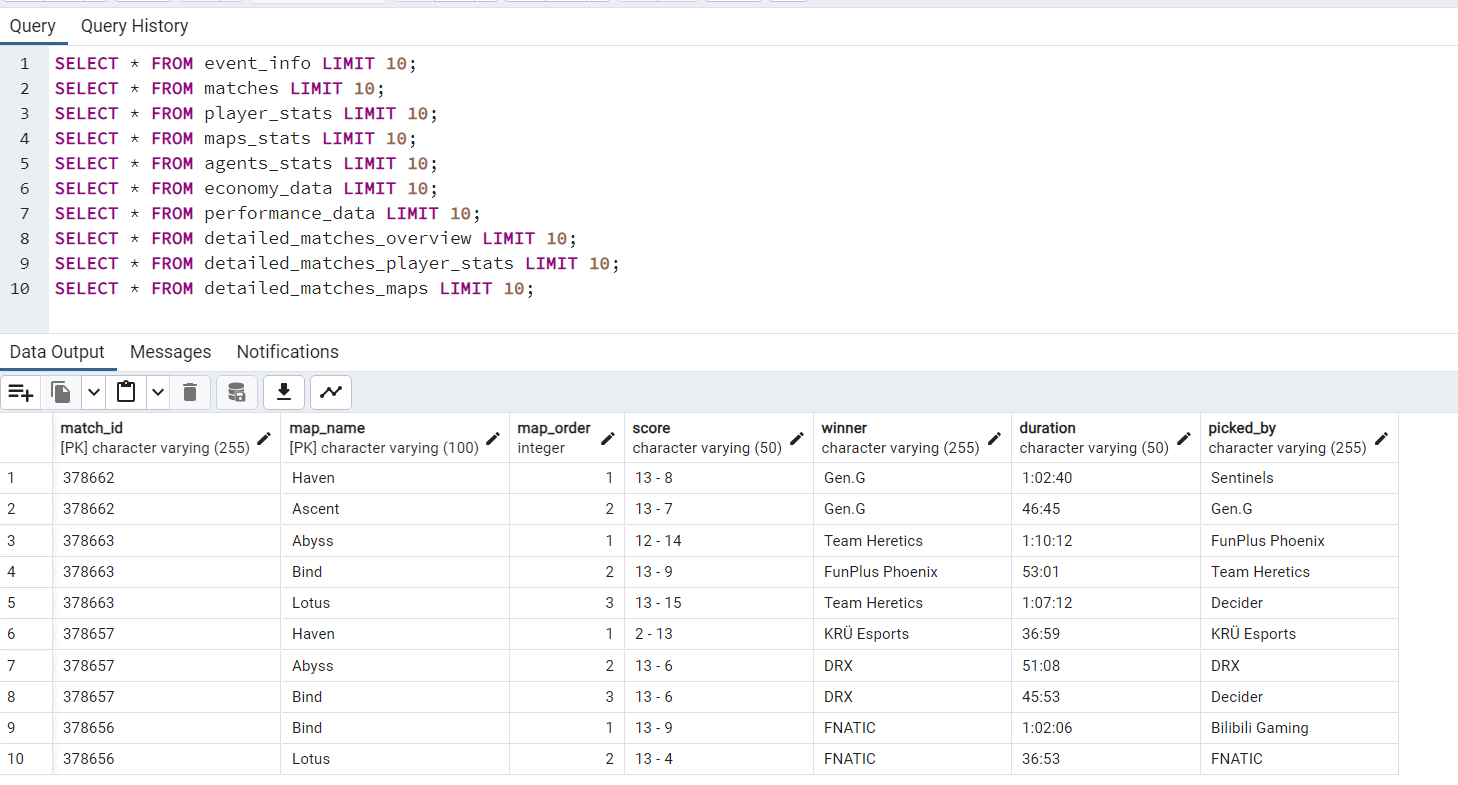 Query Query History
1 SELECT * FROM event_info LIMIT 10;
2 SELECT * FROM matches LIMIT 10;
3 SELECT * FROM player_stats LIMIT 10;
4 SELECT * FROM maps_stats LIMIT 10;
5 SELECT * FROM agents_stats LIMIT 10;
6 SELECT * FROM economy_data LIMIT 10;
7 SELECT * FROM performance_data LIMIT 10;
8 SELECT * FROM detailed_matches_overview LIMIT 10;
9 SELECT * FROM detailed_matches_player_stats LIMIT 10;
10 SELECT * FROM detailed_matches_maps LIMIT 10;
Data Output Messages Notifications
match_id map_name map_order score winner duration picked_by
[PK] character varying (255) [PK] character varying (100) integer character varying (50) character varying (255) character varying (50) character varying (255)
1 378662 Haven 1 13 - 8 Gen.G 1:02:40 Sentinels
2 378662 Ascent 2 13 - 7 Gen.G 46:45 Gen.G
3 378663 Abyss 1 12 - 14 Team Heretics 1:10:12 FunPlus Phoenix
4 378663 Bind 2 13 - 9 FunPlus Phoenix 53:01 Team Heretics
5 378663 Lotus 3 13 - 15 Team Heretics 1:07:12 Decider
6 378657 Haven 1 2 - 13 KRÜ Esports 36:59 KRÜ Esports
7 378657 Abyss 2 13 - 6 DRX 51:08 DRX
8 378657 Bind 3 13 - 6 DRX 45:53 Decider
9 378656 Bind 1 13 - 9 FNATIC 1:02:06 Bilibili Gaming
10 378656 Lotus 2 13 - 4 FNATIC 36:53 FNATIC